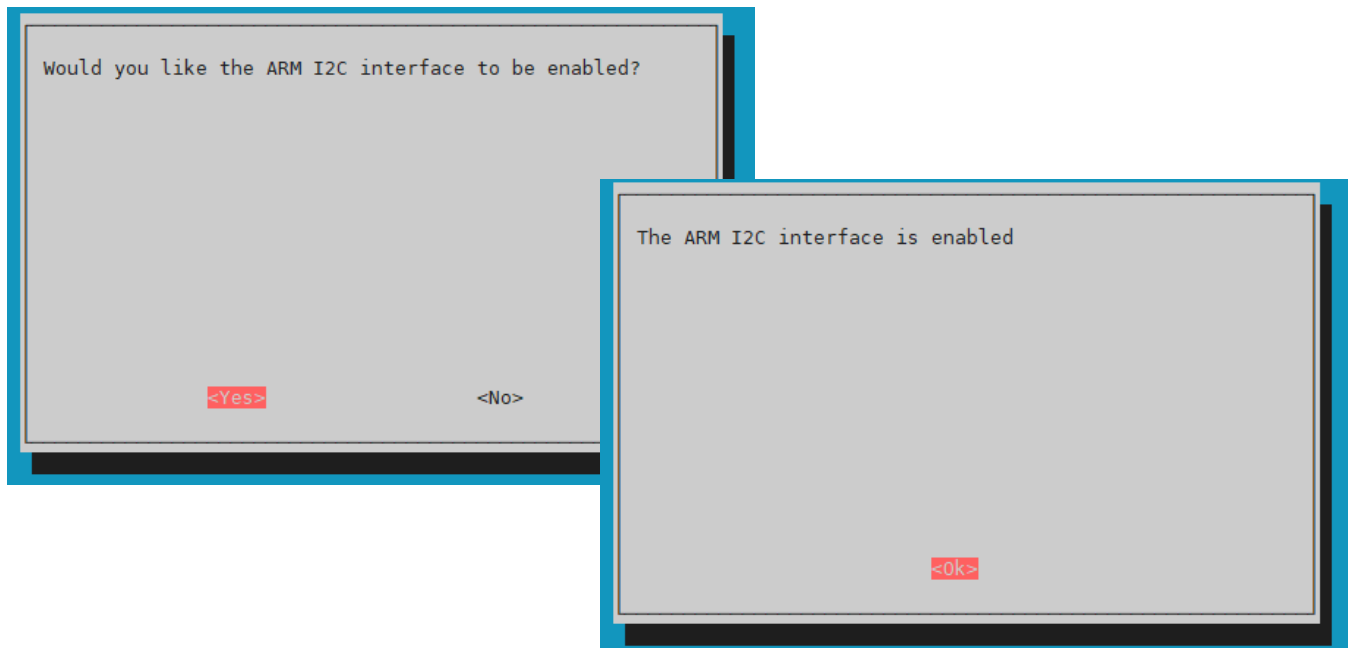 Would you like the ARM I2C interface to be enabled?
<Yes> <No>
The ARM I2C interface is enabled
<Ok>